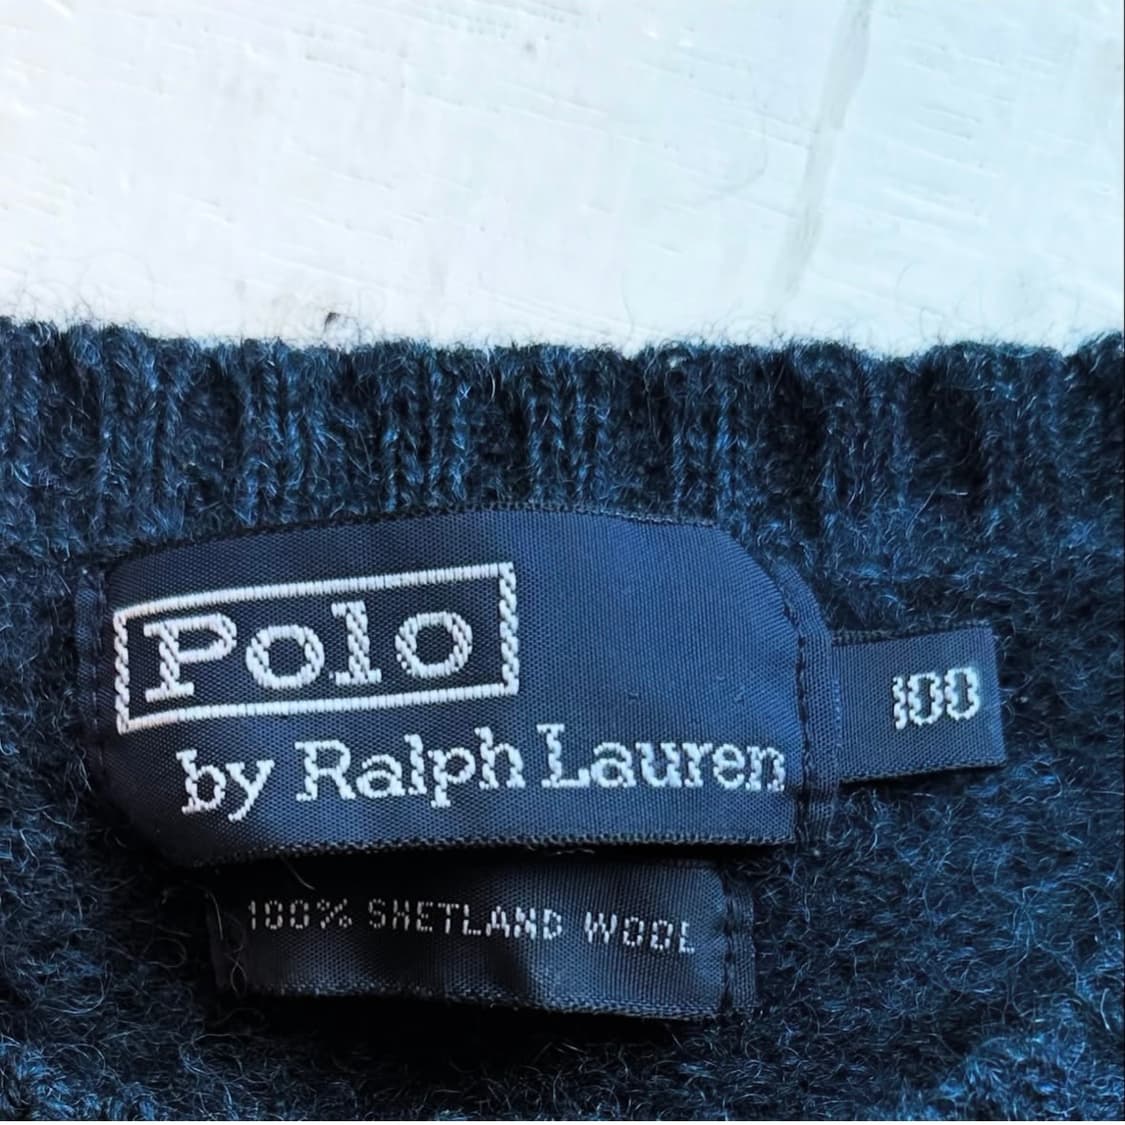 Polo
by Ralph Lauren
100
100% SHETLAND WOOL